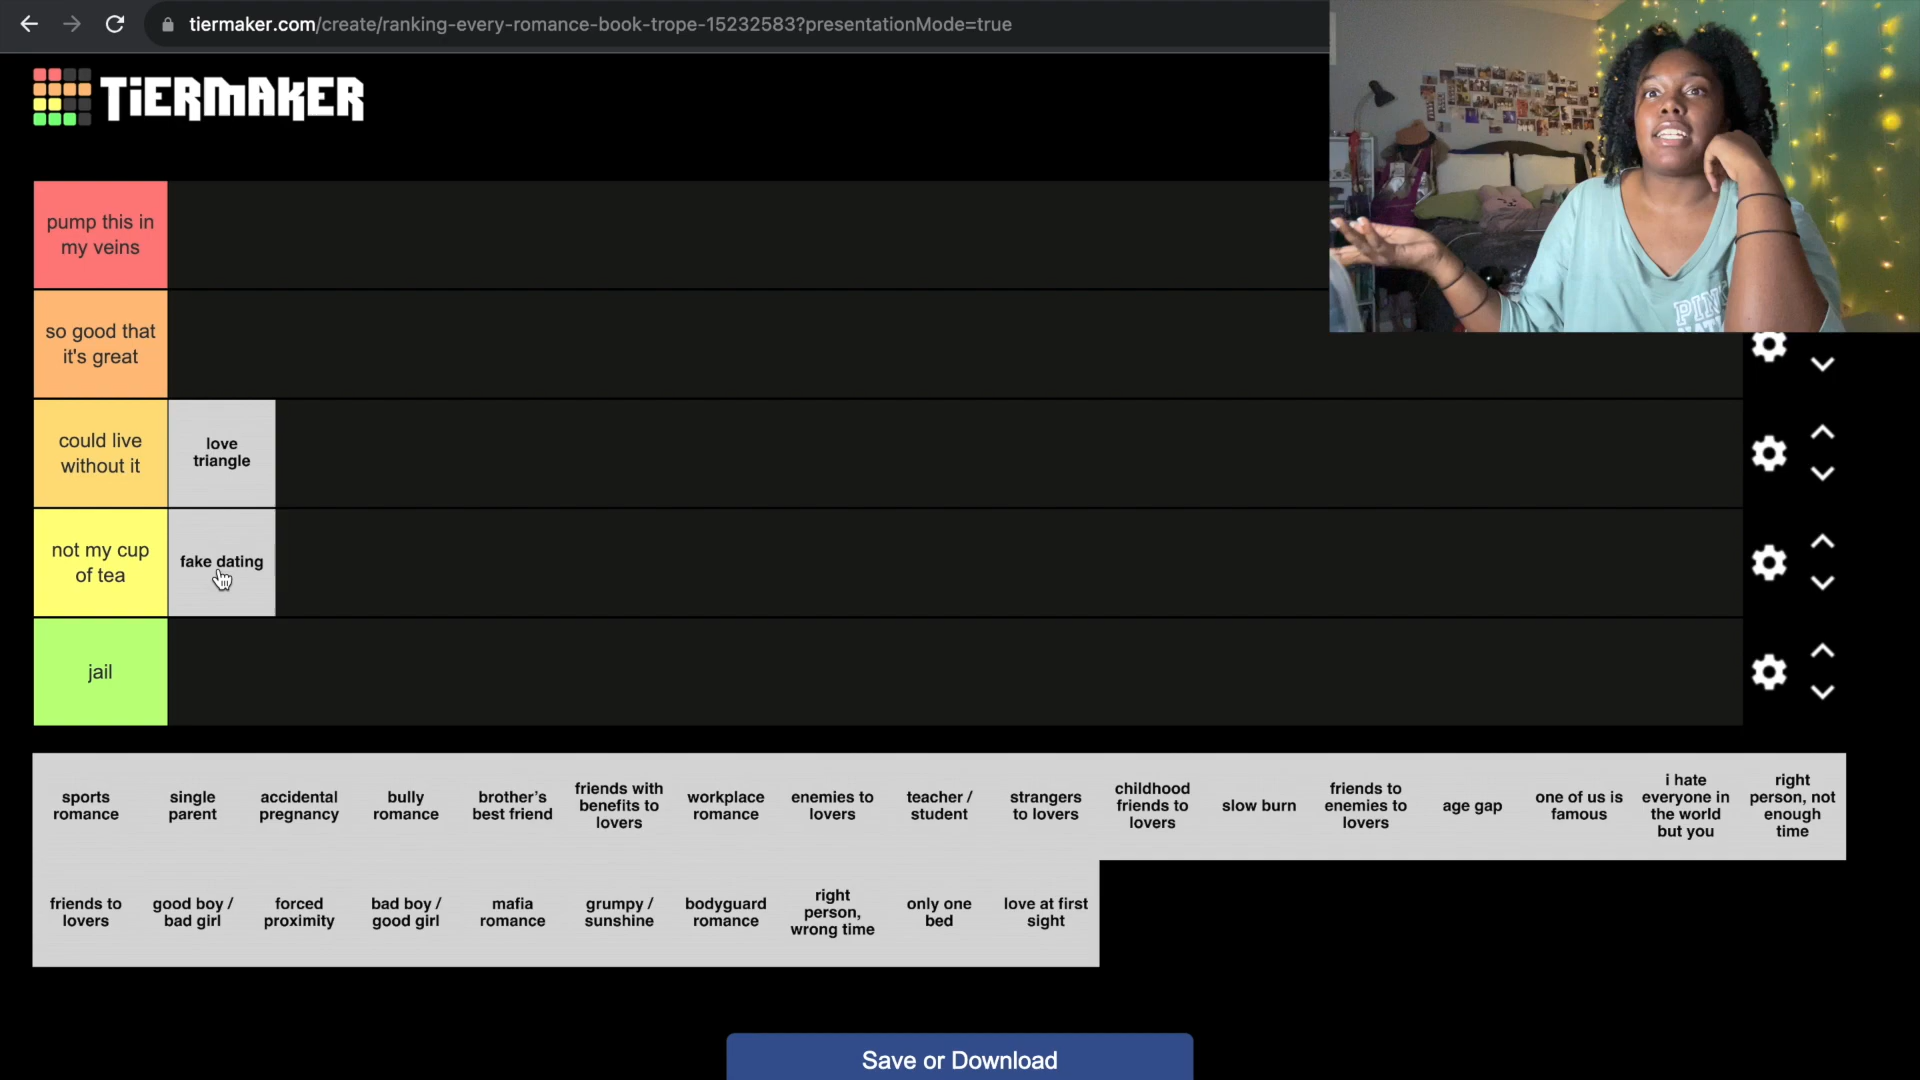 tiermaker.com/create/ranking-every-romance-book-trope-15232583?presentationMode=true
TiERMAKER
pump this in
my veins
so good that
it's great
could live
without it
love
triangle
not my cup
of tea
fake dating
jail
sports
romance
single
parent
accidental
pregnancy
bully
romance
brother's
best friend
friends with
benefits to
lovers
workplace
romance
enemies to
lovers
teacher /
student
strangers
to lovers
childhood
friends to
lovers
slow burn
friends to
enemies to
lovers
age gap
one of us is
famous
i hate
everyone in
the world
but you
right
person, not
enough
time
friends to
lovers
good boy /
bad girl
forced
proximity
bad boy /
good girl
mafia
romance
grumpy /
sunshine
bodyguard
romance
right
person,
wrong time
only one
bed
love at first
sight
Save or Download